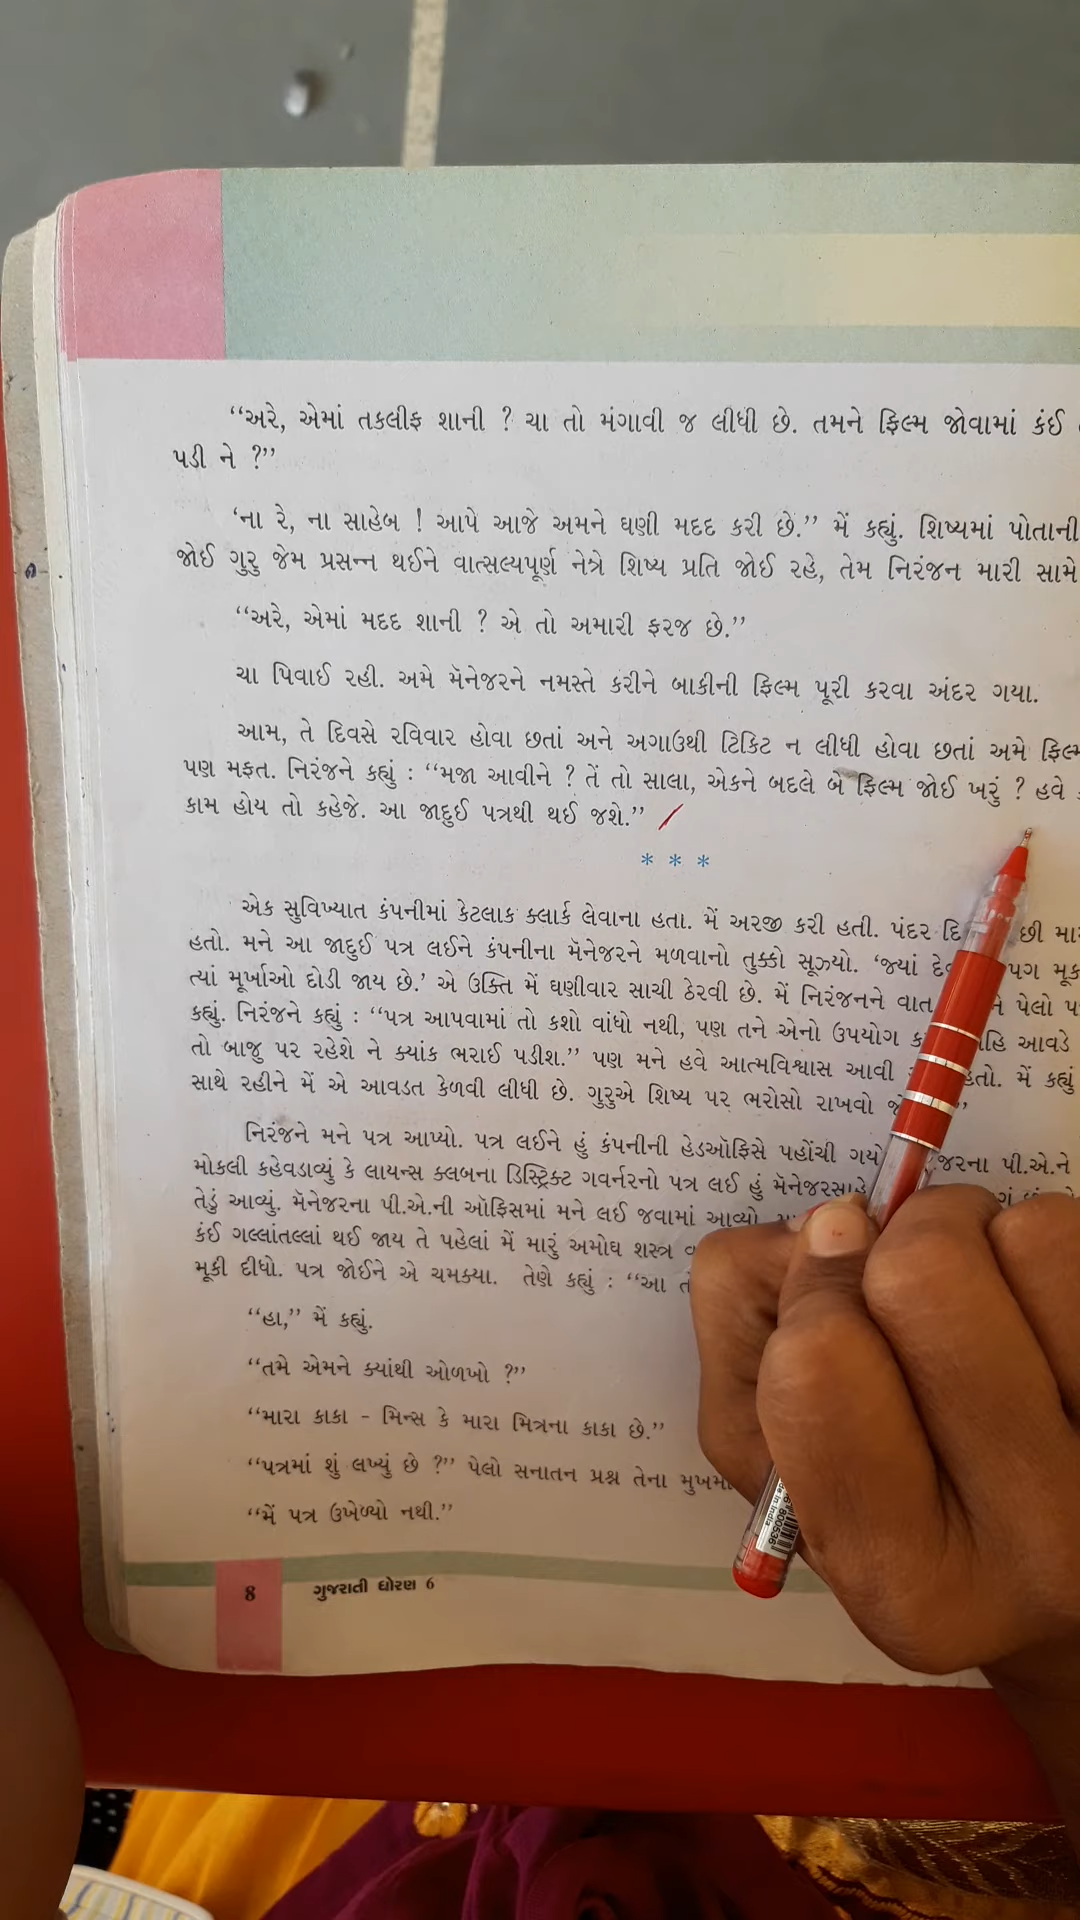 “અરે, એમાં તકલીફ શાની ? ચા તો મંગાવી જ લીધી છે. તમને ફિલ્મ જોવામાં કંઈ
પડી ને ?”
‘ના રે, ના સાહેબ ! આપે આજે અમને ઘણી મદદ કરી છે.” મેં કહ્યું. શિષ્યમાં પોતાની
જોઈ ગુરુ જેમ પ્રસન્ન થઈને વાત્સલ્યપૂર્ણ નેત્રે શિષ્ય પ્રતિ જોઈ રહે, તેમ નિરંજન મારી સામે
“અરે, એમાં મદદ શાની ? એ તો અમારી ફરજ છે.”
ચા પિવાઈ રહી. અમે મૅનેજરને નમસ્તે કરીને બાકીની ફિલ્મ પૂરી કરવા અંદર ગયા.
આમ, તે દિવસે રવિવાર હોવા છતાં અને અગાઉથી ટિકિટ ન લીધી હોવા છતાં અમે ફિલ્મ
પણ મફત. નિરંજને કહ્યું : “મજા આવીને ? તેં તો સાલા, એકને બદલે બે ફિલ્મ જોઈ ખરું ? હવે
કામ હોય તો કહેજે. આ જાદુઈ પત્રથી થઈ જશે.”
* * *
એક સુવિખ્યાત કંપનીમાં કેટલાક ક્લાર્ક લેવાના હતા. મેં અરજી કરી હતી. પંદર
હતો. મને આ જાદુઈ પત્ર લઈને કંપનીના મૅનેજરને મળવાનો તુક્કો સૂઝ્યો. ‘જ્યાં પગ
ત્યાં મૂર્ખાઓ દોડી જાય છે.’ એ ઉક્તિ મેં ઘણીવાર સાચી ઠેરવી છે. મેં નિરંજનને વાત પેલો
કહ્યું. નિરંજને કહ્યું : “પત્ર આપવામાં તો કશો વાંધો નથી, પણ તને એનો ઉપયોગ આવડે
તો બાજુ પર રહેશે ને ક્યાંક ભરાઈ પડીશ.” પણ મને હવે આત્મવિશ્વાસ આવી હતો. મેં કહ્યું
સાથે રહીને મેં એ આવડત કેળવી લીધી છે. ગુરુએ શિષ્ય પર ભરોસો રાખવો
નિરંજને મને પત્ર આપ્યો. પત્ર લઈને હું કંપનીની હેડઑફિસે પહોંચી ગયો પી.એ.ને
મોકલી કહેવડાવ્યું કે લાયન્સ ક્લબના ડિસ્ટ્રિક્ટ ગવર્નરનો પત્ર લઈ હું
તેડું આવ્યું. મૅનેજરના પી.એ.ની ઑફિસમાં મને લઈ જવામાં આવ્યો
કંઈ ગલ્લાંતલ્લાં થઈ જાય તે પહેલાં મેં મારું અમોઘ શસ્ત્ર
મૂકી દીધો. પત્ર જોઈને એ ચમક્યા. તેણે કહ્યું : “આ
“હા,” મેં કહ્યું.
“તમે એમને ક્યાંથી ઓળખો ?”
“મારા કાકા – મિન્સ કે મારા મિત્રના કાકા છે.”
“પત્રમાં શું લખ્યું છે ?” પેલો સનાતન પ્રશ્ન તેના
“મેં પત્ર ઉખેળ્યો નથી.”
8 ગુજરાતી ધોરણ 6